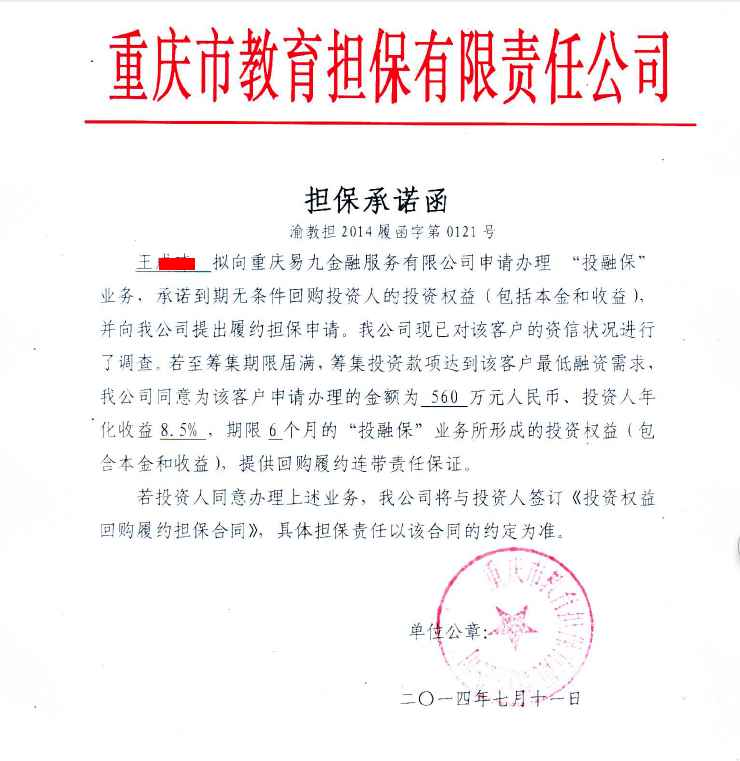 重庆市教育担保有限责任公司
担保承诺函
渝教担 2014 履函字第 0121 号
王 拟向重庆易九金融服务有限公司申请办理 “投融保”
业务，承诺到期无条件回购投资人的投资权益（包括本金和收益），
并向我公司提出履约担保申请。我公司现已对该客户的资信状况进行
了调查。若至筹集期限届满，筹集投资款项达到该客户最低融资需求，
我公司同意为该客户申请办理的金额为 560 万元人民币、投资人年
化收益 8.5% ，期限 6 个月的“投融保”业务所形成的投资权益（包
含本金和收益），提供回购履约连带责任保证。
若投资人同意办理上述业务，我公司将与投资人签订《投资权益
回购履约担保合同》，具体担保责任以该合同的约定为准。
重庆市教育担保
单位公章：
二〇一四年七月十一日